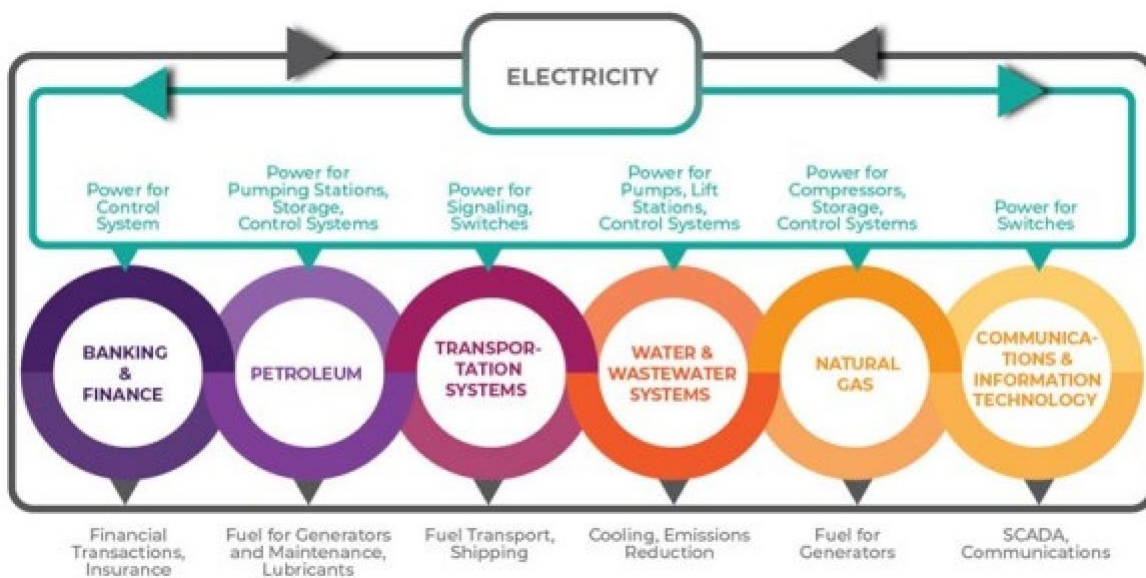 ELECTRICITY
Power for
Control
System
Power for
Pumping Stations,
Storage,
Control Systems
Power for
Signaling,
Switches
Power for
Pumps, Lift
Stations,
Control Systems
Power for
Compressors,
Storage,
Control Systems
Power for
Switches
BANKING
&
FINANCE
PETROLEUM
TRANSPOR-
TATION
SYSTEMS
WATER &
WASTEWATER
SYSTEMS
NATURAL
GAS
COMMUNICA-
TIONS &
INFORMATION
TECHNOLOGY
Financial
Transactions,
Insurance
Fuel for Generators
and Maintenance,
Lubricants
Fuel Transport,
Shipping
Cooling, Emissions
Reduction
Fuel for
Generators
SCADA,
Communications